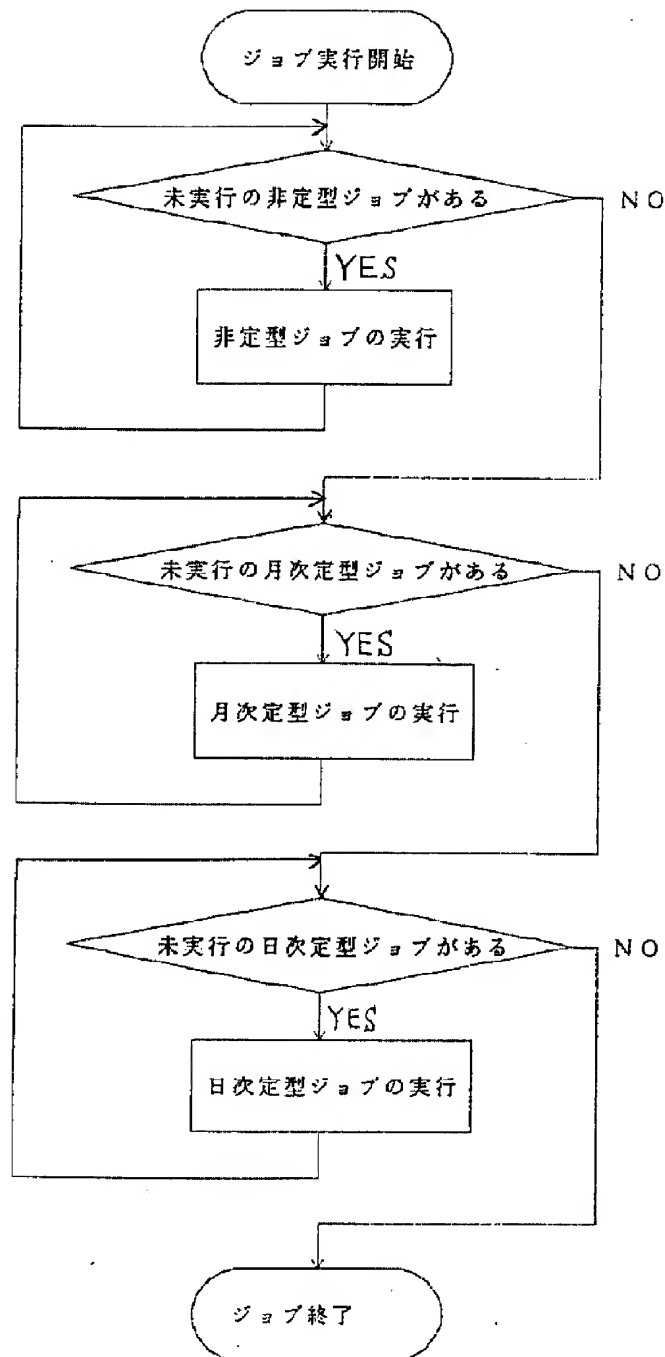 ジョブ実行開始
未実行の非定型ジョブがある
NO
YES
非定型ジョブの実行
未実行の月次定型ジョブがある
NO
YES
月次定型ジョブの実行
未実行の日次定型ジョブがある
NO
YES
日次定型ジョブの実行
ジョブ終了